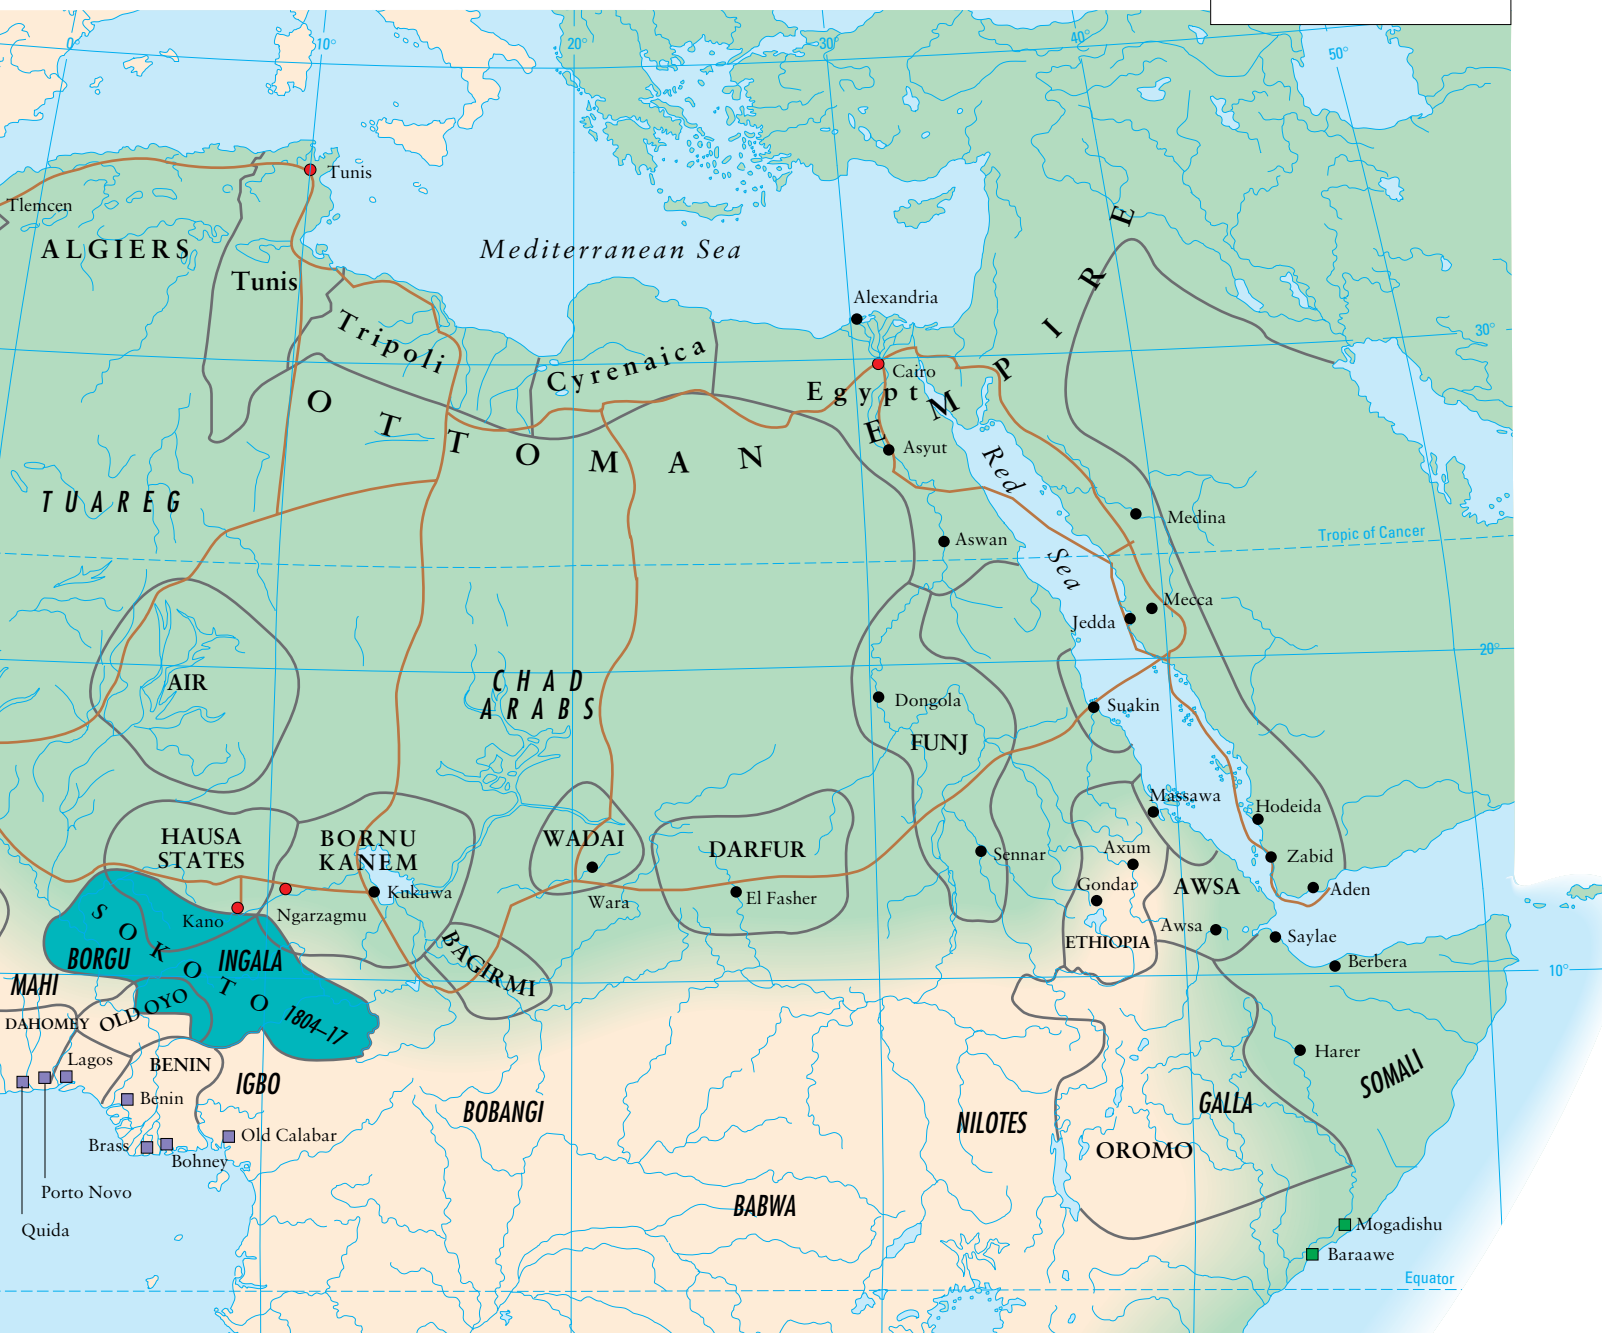 0°
10°
20°
30°
40°
50°
Tunis
Tlemcen
ALGIERS
Tunis
Mediterranean Sea
Tripoli
Cyrenaica
Alexandria
Cairo
Egypt
OTTOMAN EMPIRE
30°
Asyut
Red Sea
TUAREG
Medina
Aswan
Tropic of Cancer
Mecca
Jedda
20°
AIR
CHAD
ARABS
Dongola
Suakin
FUNJ
Massawa
Hodeida
HAUSA
STATES
BORNU
KANEM
WADAI
DARFUR
Sennar
Axum
Zabid
Gondar
AWSA
Aden
Kukuwa
Wara
El Fasher
Kano
Ngarzagmu
Awsa
Saylae
ETHIOPIA
Berbera
10°
SOKOTO 1804–17
BORGU
INGALA
BAGIRMI
MAHI
OLD OYO
DAHOMEY
Lagos
BENIN
IGBO
Benin
BOBANGI
NILOTES
GALLA
Harer
SOMALI
Brass
Bohney
Old Calabar
OROMO
Porto Novo
Quida
BABWA
Mogadishu
Baraawe
Equator